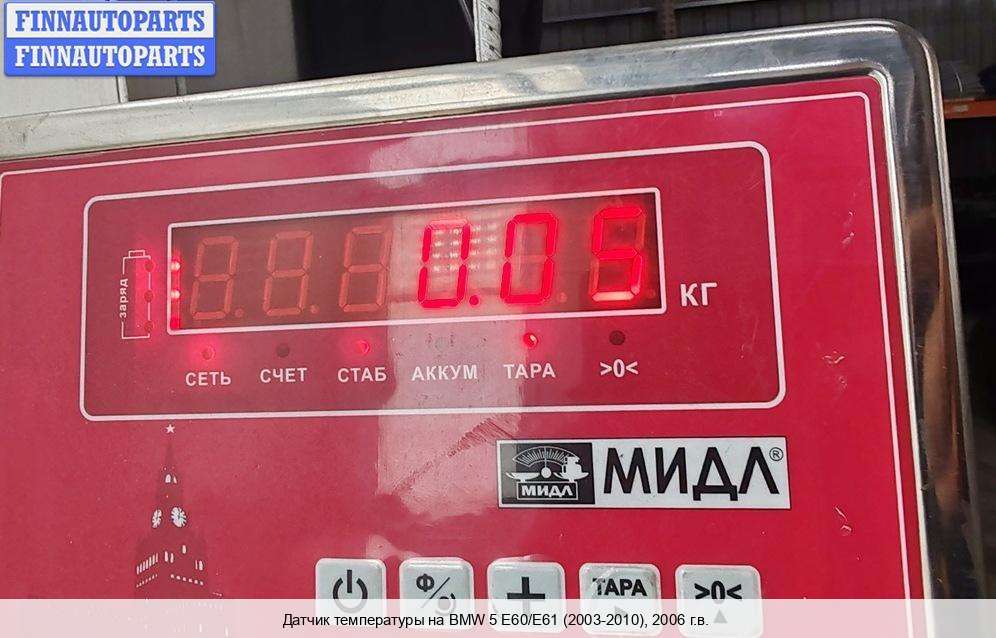 FINNAUTOPARTS
FINNAUTOPARTS
заряд
0.05
КГ
СЕТЬ СЧЕТ СТАБ АККУМ ТАРА >0<
МИДЛ МИДЛ®
Ф/ + ТАРА >0<
Датчик температуры на BMW 5 E60/E61 (2003-2010), 2006 г.в.